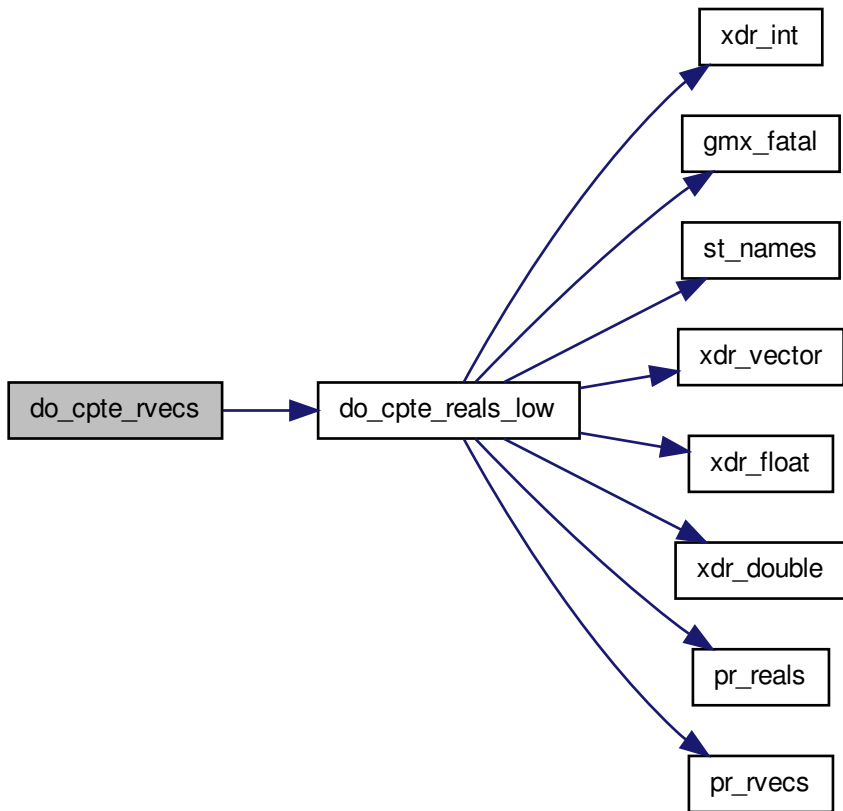 xdr_int
gmx_fatal
st_names
xdr_vector
do_cpte_rvecs
do_cpte_reals_low
xdr_float
xdr_double
pr_reals
pr_rvecs